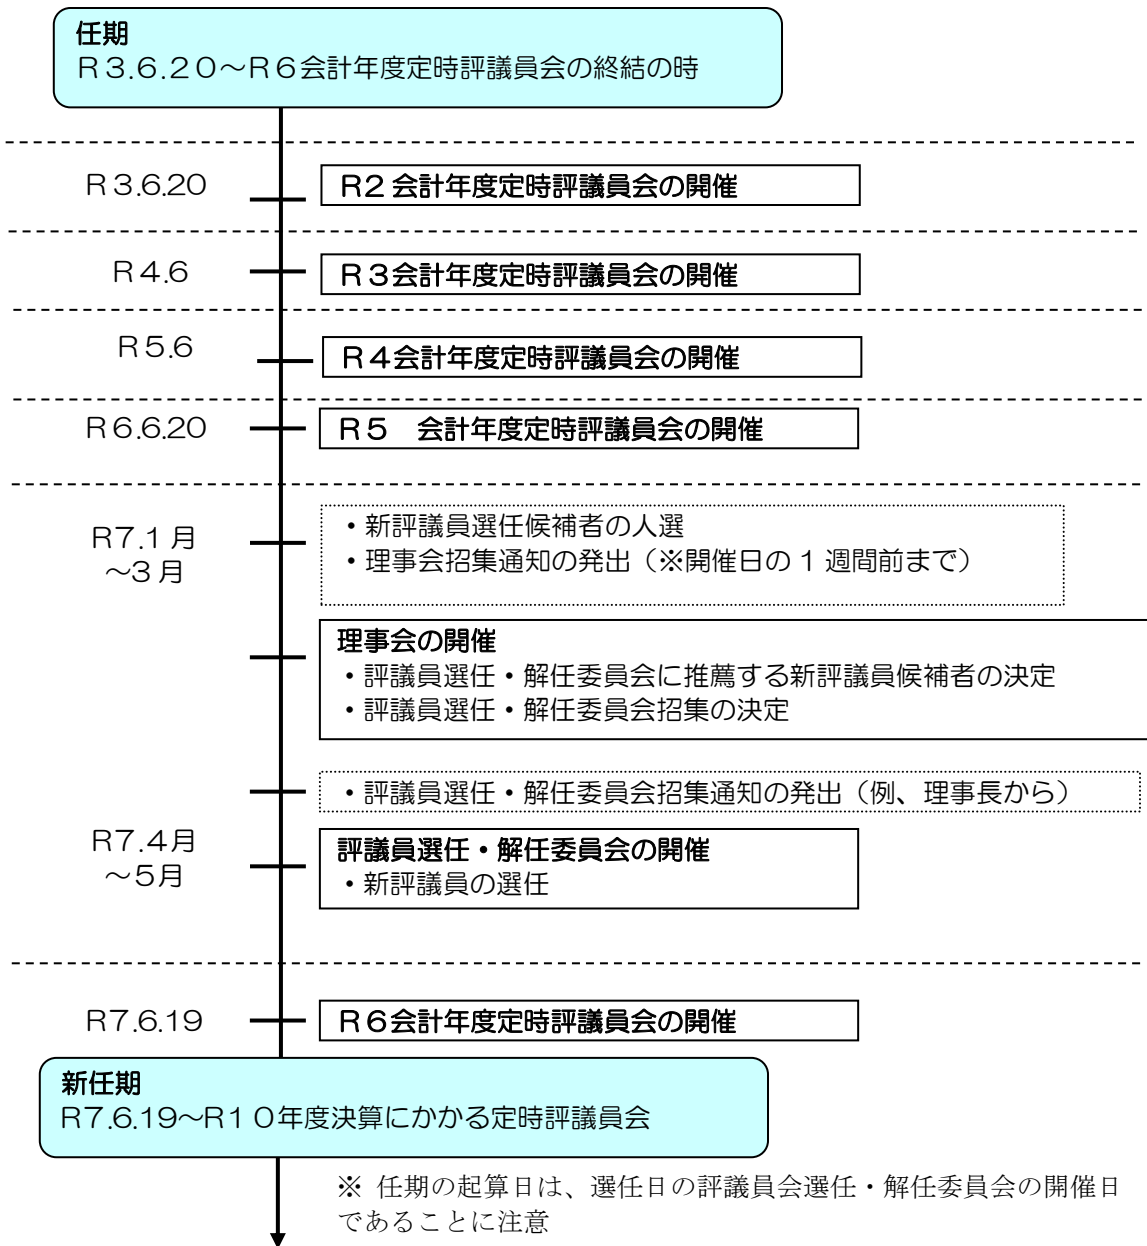 任期
R3.6.20～R6会計年度定時評議員会の終結の時
R3.6.20
R2会計年度定時評議員会の開催
R4.6
R3会計年度定時評議員会の開催
R5.6
R4会計年度定時評議員会の開催
R6.6.20
R5　会計年度定時評議員会の開催
R7.1月
～3月
・新評議員選任候補者の人選
・理事会招集通知の発出（※開催日の1週間前まで）
理事会の開催
・評議員選任・解任委員会に推薦する新評議員候補者の決定
・評議員選任・解任委員会招集の決定
・評議員選任・解任委員会招集通知の発出（例、理事長から）
R7.4月
～5月
評議員選任・解任委員会の開催
・新評議員の選任
R7.6.19
R6会計年度定時評議員会の開催
新任期
R7.6.19～R10年度決算にかかる定時評議員会
※ 任期の起算日は、選任日の評議員会選任・解任委員会の開催日
であることに注意